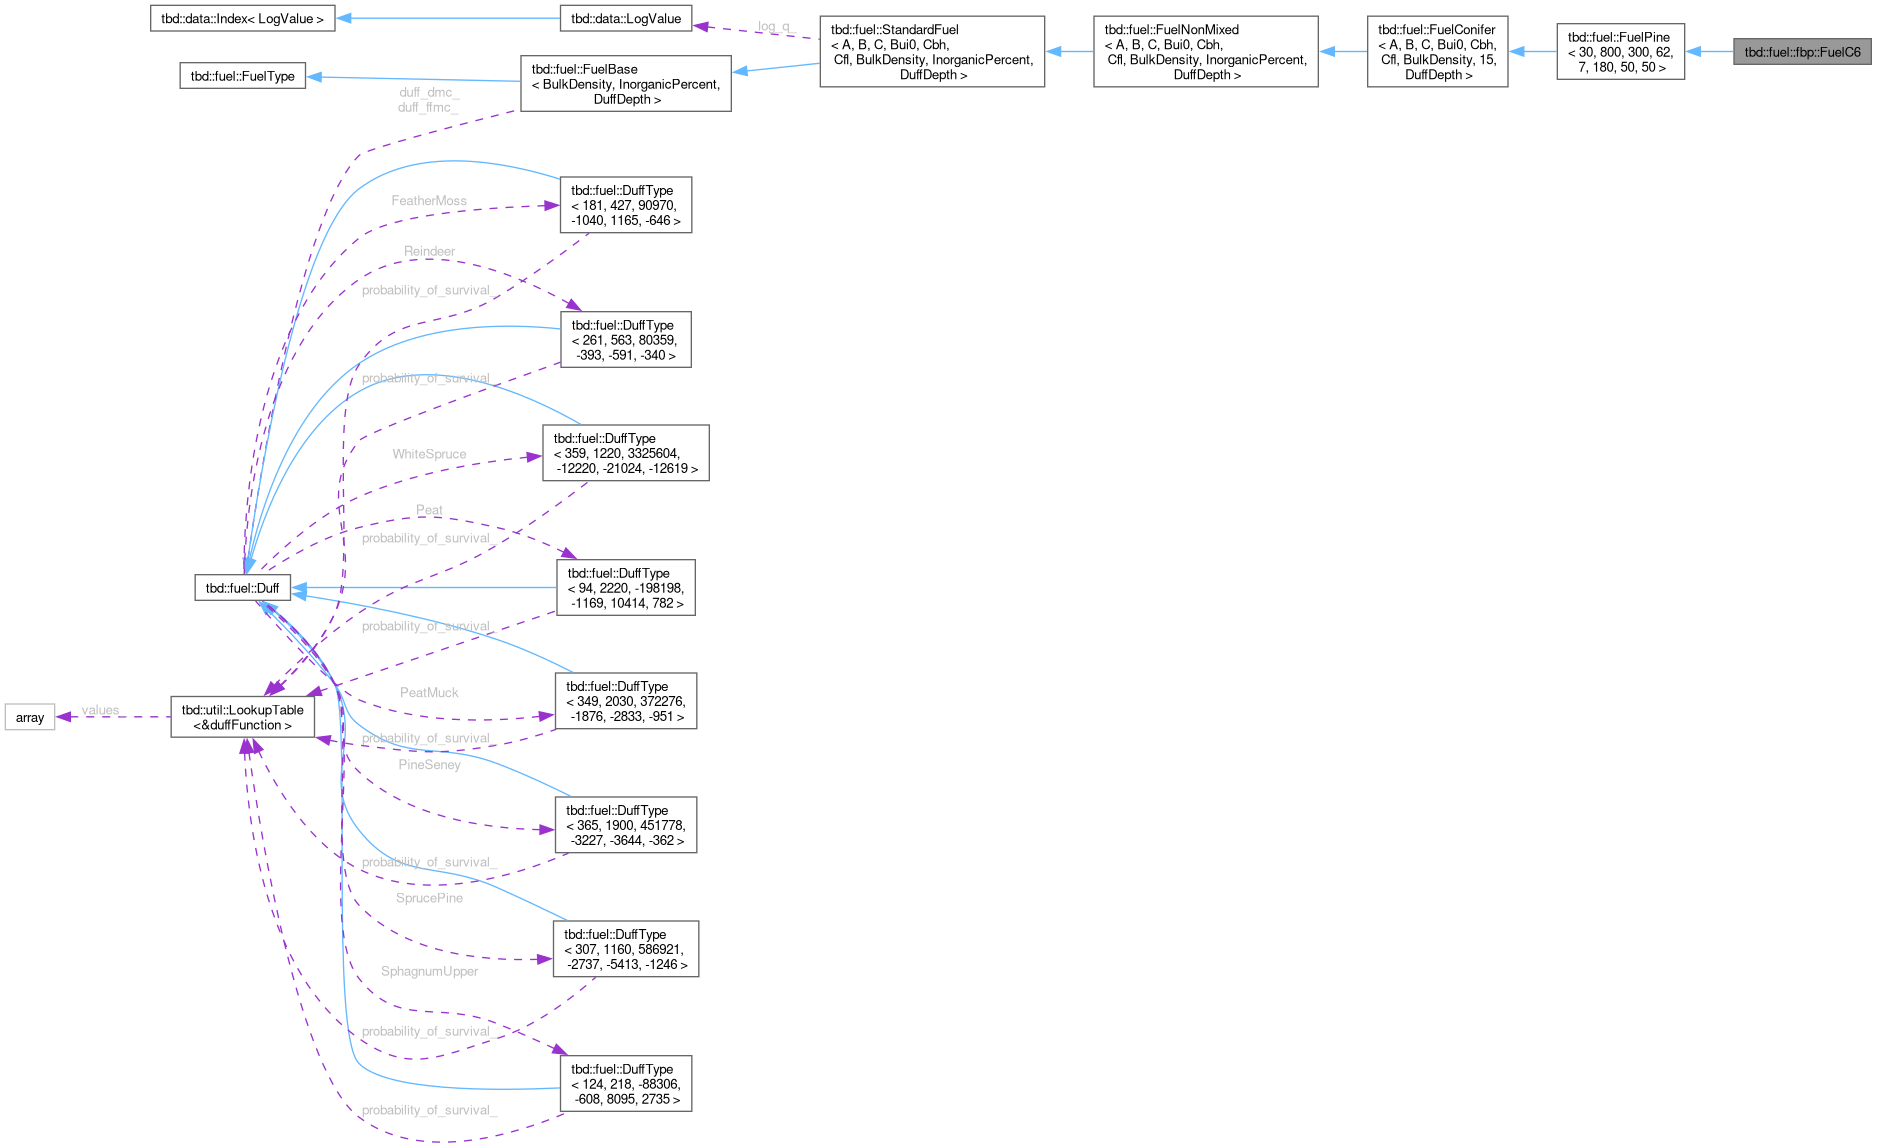 tbd::data::Index< LogValue >
tbd::data::LogValue
log_q_
tbd::fuel::StandardFuel
< A, B, C, Bui0, Cbh,
Cfl, BulkDensity, InorganicPercent,
DuffDepth >
tbd::fuel::FuelNonMixed
< A, B, C, Bui0, Cbh,
Cfl, BulkDensity, InorganicPercent,
DuffDepth >
tbd::fuel::FuelConifer
< A, B, C, Bui0, Cbh,
Cfl, BulkDensity, 15,
DuffDepth >
tbd::fuel::FuelPine
< 30, 800, 300, 62,
7, 180, 50, 50 >
tbd::fuel::fbp::FuelC6
tbd::fuel::FuelType
tbd::fuel::FuelBase
< BulkDensity, InorganicPercent,
DuffDepth >
duff_dmc_
duff_ffmc_
tbd::fuel::DuffType
< 181, 427, 90970,
-1040, 1165, -646 >
FeatherMoss
Reindeer
probability_of_survival_
tbd::fuel::DuffType
< 261, 563, 80359,
-393, -591, -340 >
probability_of_survival_
tbd::fuel::DuffType
< 359, 1220, 3325604,
-12220, -21024, -12619 >
WhiteSpruce
Peat
probability_of_survival_
tbd::fuel::DuffType
< 94, 2220, -198198,
-1169, 10414, 782 >
tbd::fuel::Duff
probability_of_survival_
tbd::fuel::DuffType
< 349, 2030, 372276,
-1876, -2833, -951 >
PeatMuck
array
values
tbd::util::LookupTable
<&duffFunction >
probability_of_survival_
PineSeney
tbd::fuel::DuffType
< 365, 1900, 451778,
-3227, -3644, -362 >
probability_of_survival_
SprucePine
tbd::fuel::DuffType
< 307, 1160, 586921,
-2737, -5413, -1246 >
SphagnumUpper
probability_of_survival_
tbd::fuel::DuffType
< 124, 218, -88306,
-608, 8095, 2735 >
probability_of_survival_